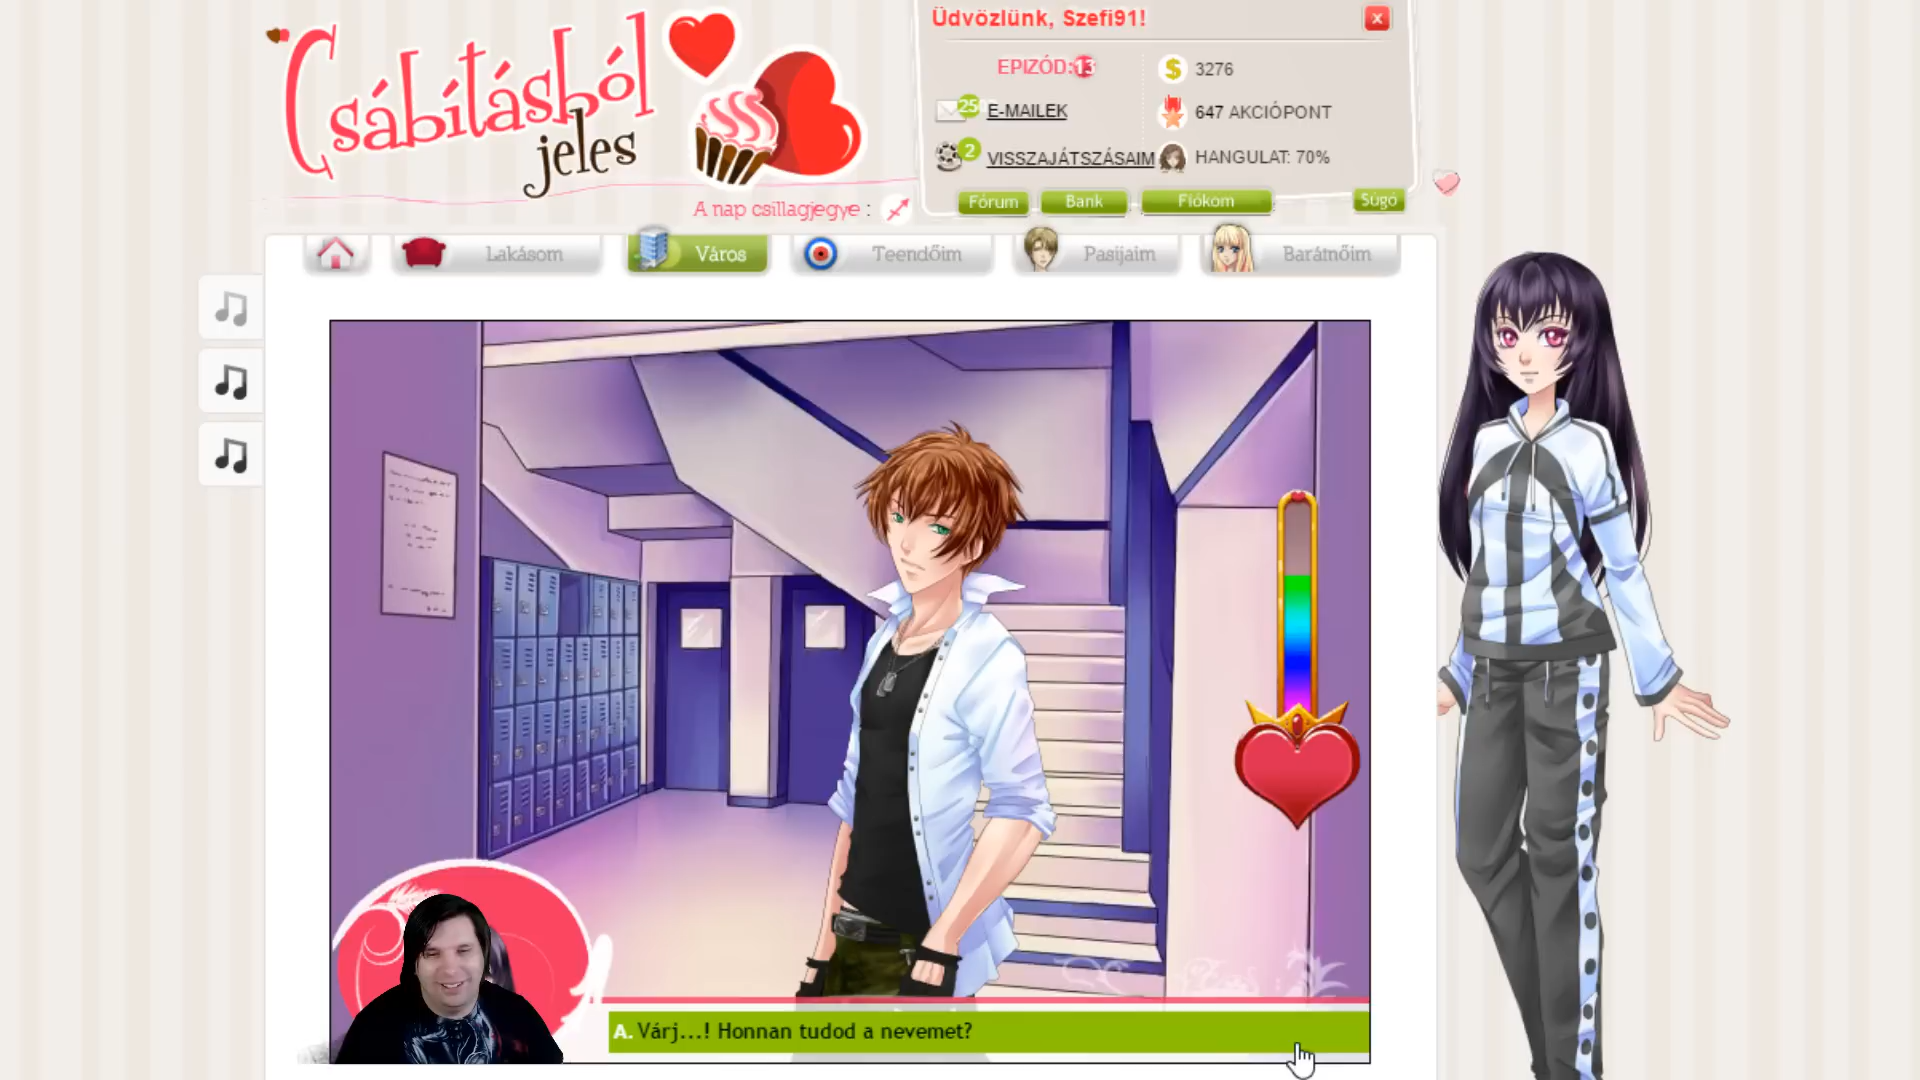 Csábításból
jeles
A nap csillagjegye :
Üdvözlünk, Szefi91!
x
EPIZÓD: 13
$ 3276
250 E-MAILEK
647 AKCIÓPONT
2 VISSZAJÁTSZÁSAIM
HANGULAT: 70%
Fórum
Bank
Fiókom
Súgó
Lakásom
Város
Teendőim
Pasijaim
Barátnőim
A. Várj...! Honnan tudod a nevemet?